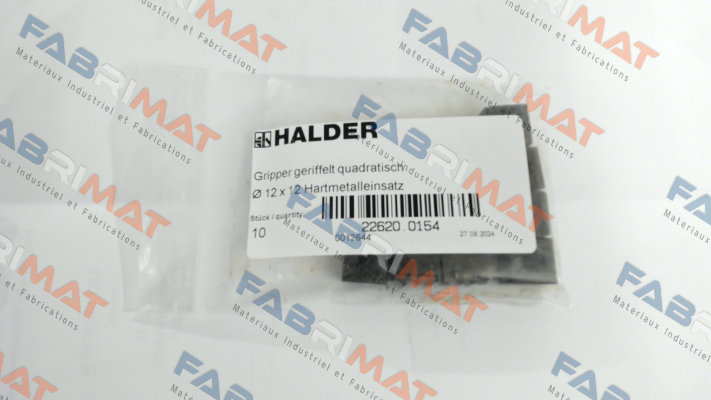 HALDER
Gripper geriffelt quadratisch
Ø 12 x 12 Hartmetalleinsatz
Stück / quantity:
10
22620.0154
0012644
27.08.2024
FABRIMAT
Matériaux Industriel et Fabrications